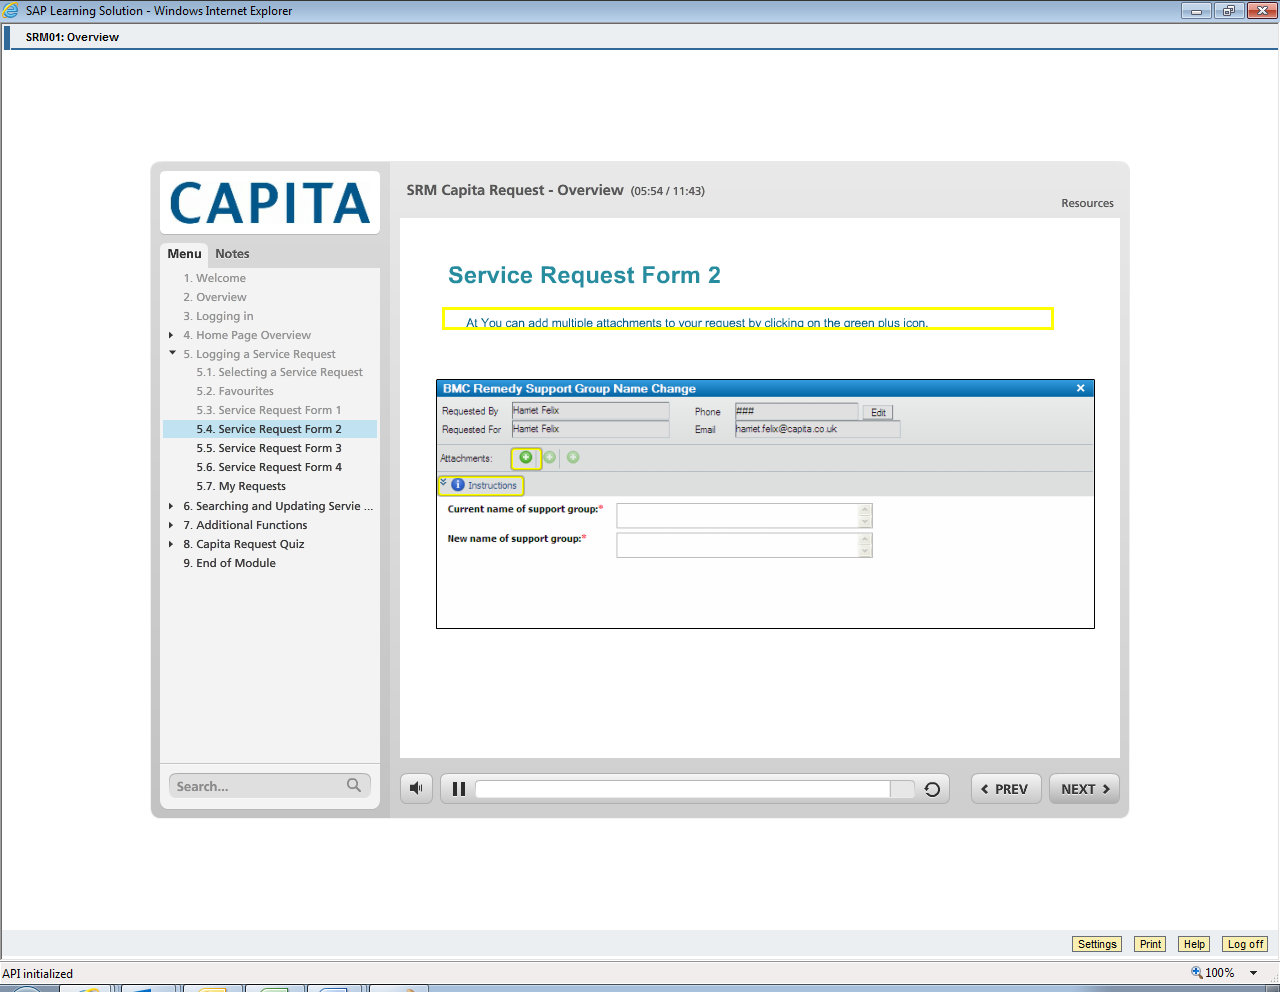 SAP Learning Solution - Windows Internet Explorer
SRM01: Overview
CAPITA
SRM Capita Request - Overview (05:54 / 11:43)
Resources
Menu Notes
1. Welcome
2. Overview
3. Logging in
4. Home Page Overview
5. Logging a Service Request
5.1. Selecting a Service Request
5.2. Favourites
5.3. Service Request Form 1
5.4. Service Request Form 2
5.5. Service Request Form 3
5.6. Service Request Form 4
5.7. My Requests
6. Searching and Updating Servie ...
7. Additional Functions
8. Capita Request Quiz
9. End of Module
Search...
Service Request Form 2
At You can add multiple attachments to your request by clicking on the green plus icon.
BMC Remedy Support Group Name Change
Requested By Harriet Felix Phone ### Edit
Requested For Harriet Felix Email harriet.felix@capita.co.uk
Attachments:
Instructions
Current name of support group:*
New name of support group:*
PREV NEXT
Settings Print Help Log off
API initialized
100%